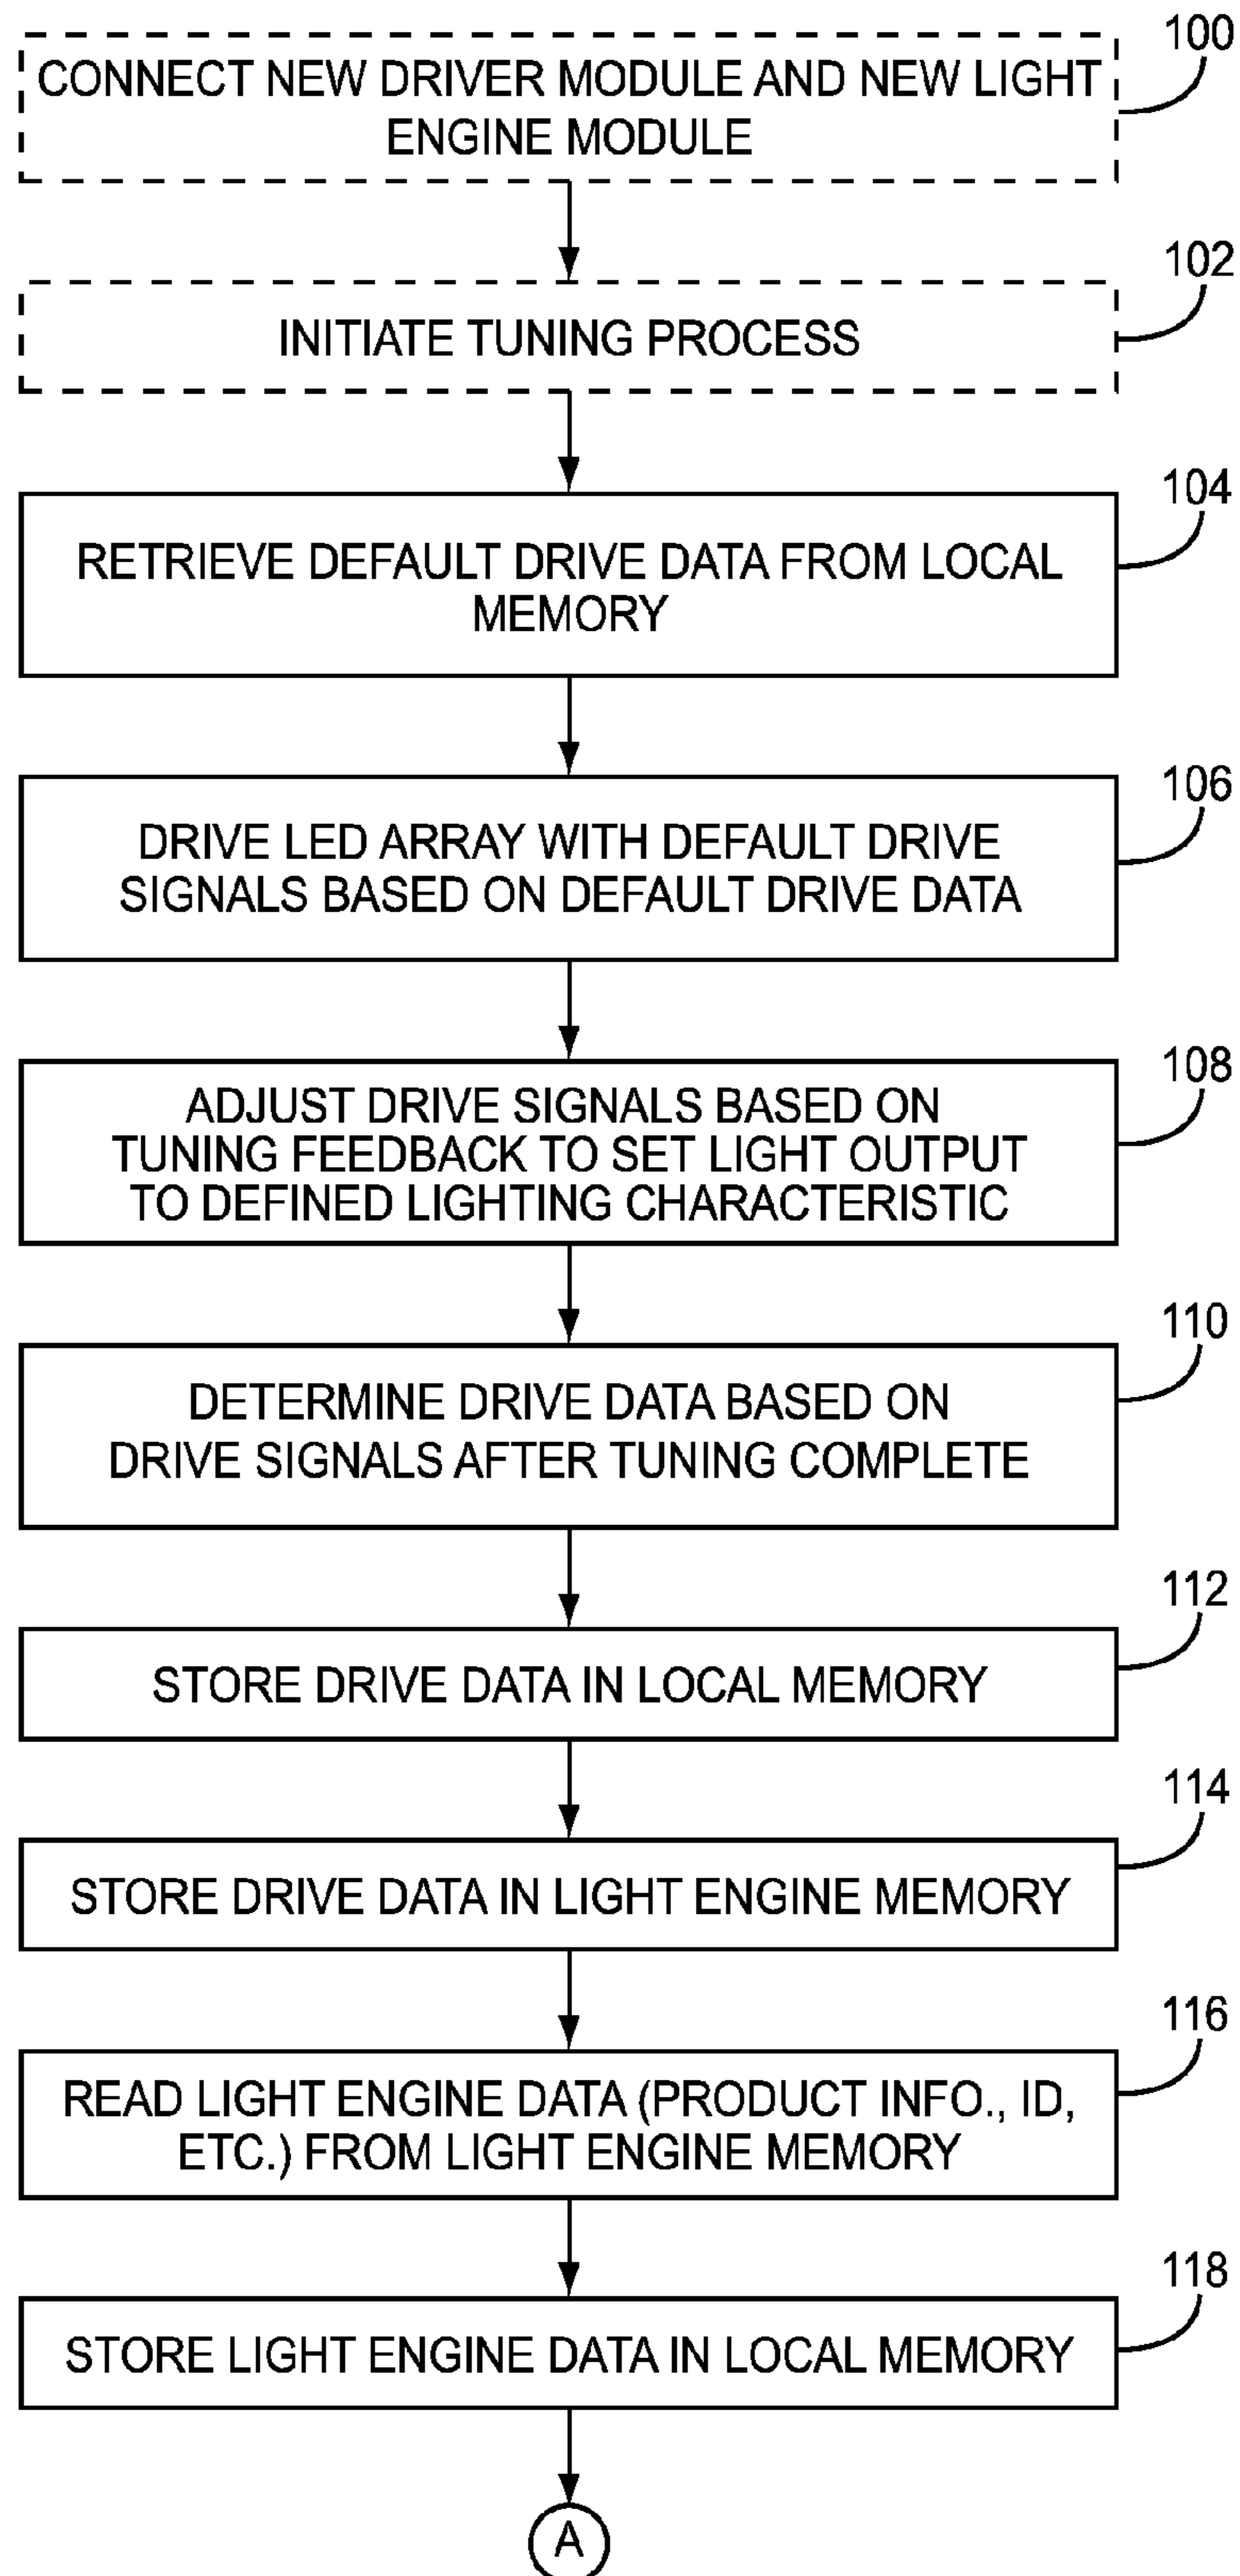 100
CONNECT NEW DRIVER MODULE AND NEW LIGHT
ENGINE MODULE
102
INITIATE TUNING PROCESS
104
RETRIEVE DEFAULT DRIVE DATA FROM LOCAL
MEMORY
106
DRIVE LED ARRAY WITH DEFAULT DRIVE
SIGNALS BASED ON DEFAULT DRIVE DATA
108
ADJUST DRIVE SIGNALS BASED ON
TUNING FEEDBACK TO SET LIGHT OUTPUT
TO DEFINED LIGHTING CHARACTERISTIC
110
DETERMINE DRIVE DATA BASED ON
DRIVE SIGNALS AFTER TUNING COMPLETE
112
STORE DRIVE DATA IN LOCAL MEMORY
114
STORE DRIVE DATA IN LIGHT ENGINE MEMORY
116
READ LIGHT ENGINE DATA (PRODUCT INFO., ID,
ETC.) FROM LIGHT ENGINE MEMORY
118
STORE LIGHT ENGINE DATA IN LOCAL MEMORY
A